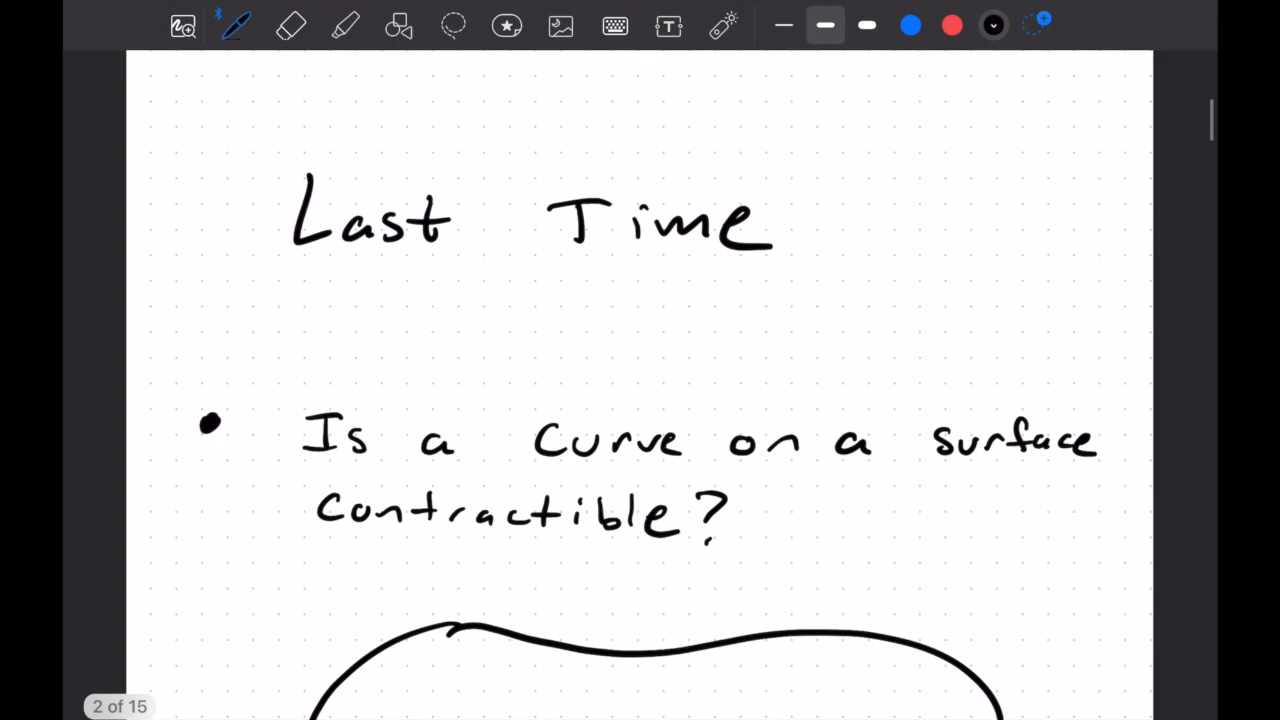 Last Time
• Is a curve on a surface
contractible?
2 of 15